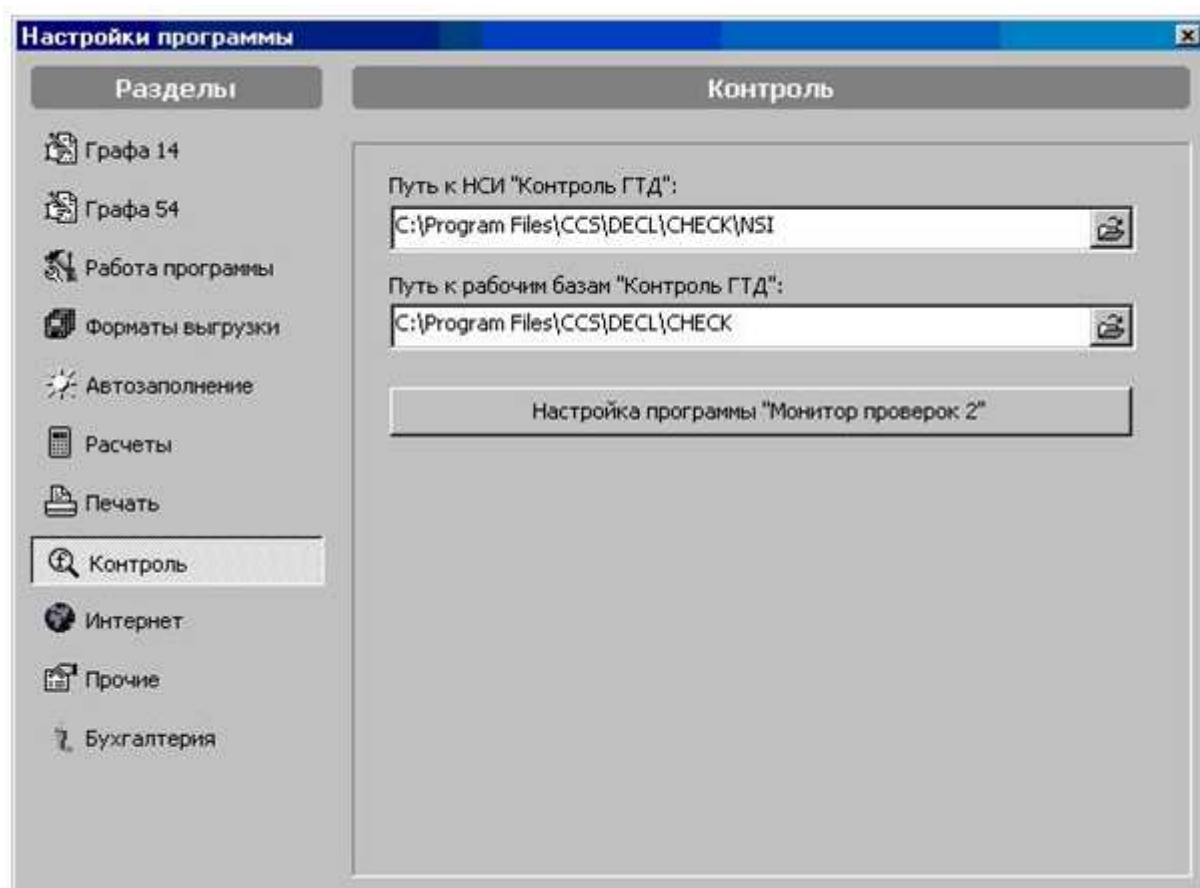 Настройки программы
Разделы
Контроль
Графа 14
Графа 54
Работа программы
Форматы выгрузки
Автозаполнение
Расчеты
Печать
Контроль
Интернет
Прочие
Бухгалтерия
Путь к НСИ "Контроль ГТД":
C:\Program Files\CCS\DECL\CHECK\NSI
Путь к рабочим базам "Контроль ГТД":
C:\Program Files\CCS\DECL\CHECK
Настройка программы "Монитор проверок 2"